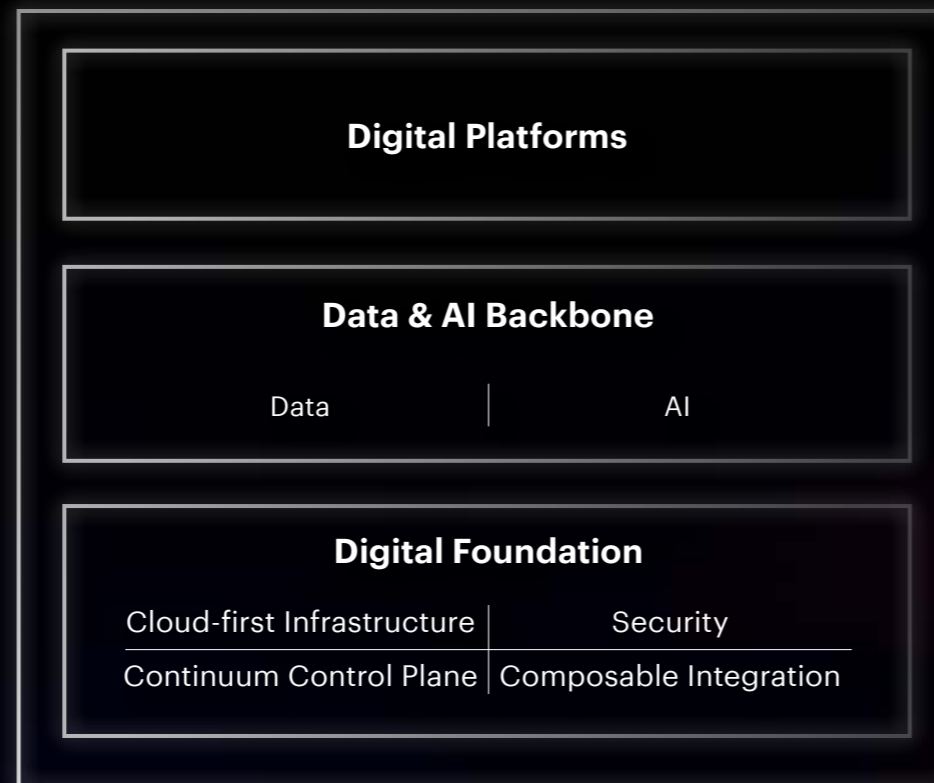 Digital Platforms
Data & AI Backbone
Data AI
Digital Foundation
Cloud-first Infrastructure Security
Continuum Control Plane Composable Integration